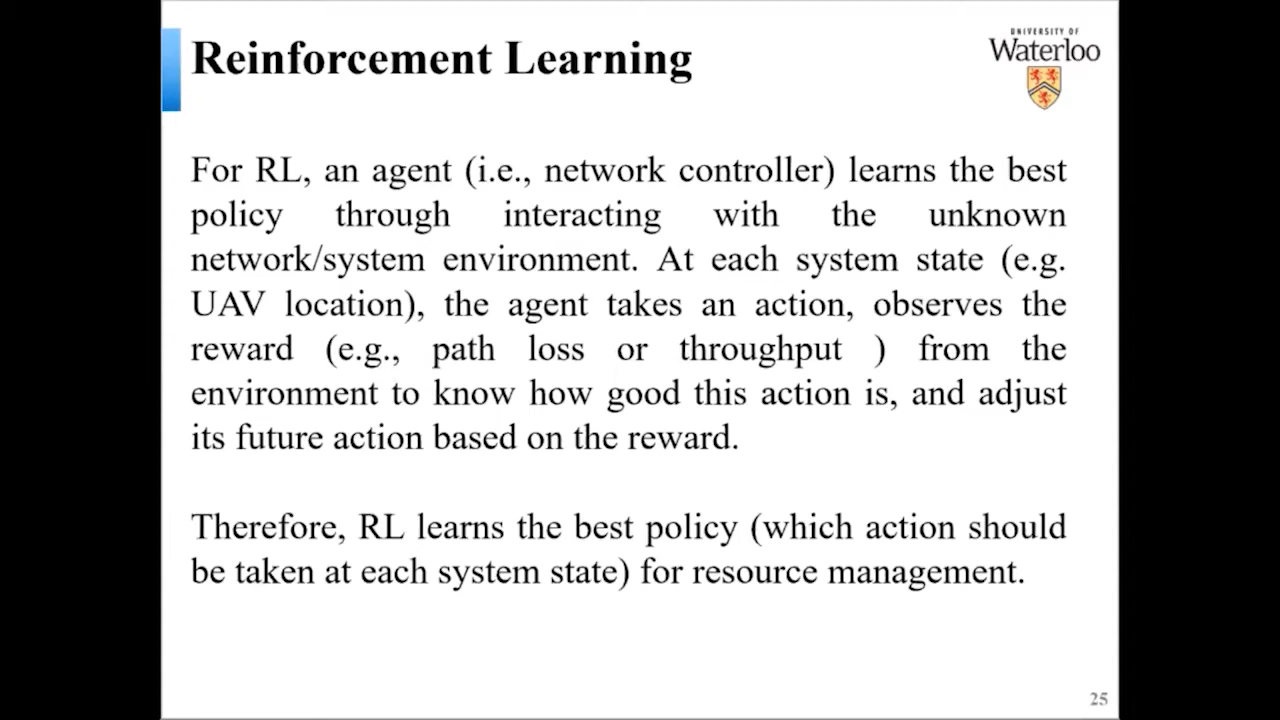 Reinforcement Learning
UNIVERSITY OF
Waterloo
For RL, an agent (i.e., network controller) learns the best
policy through interacting with the unknown
network/system environment. At each system state (e.g.
UAV location), the agent takes an action, observes the
reward (e.g., path loss or throughput ) from the
environment to know how good this action is, and adjust
its future action based on the reward.
Therefore, RL learns the best policy (which action should
be taken at each system state) for resource management.
25